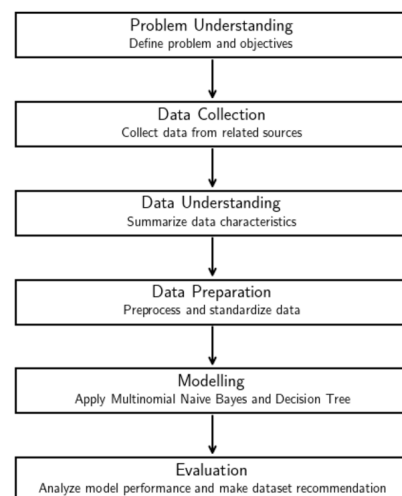 Problem Understanding
Define problem and objectives
Data Collection
Collect data from related sources
Data Understanding
Summarize data characteristics
Data Preparation
Preprocess and standardize data
Modelling
Apply Multinomial Naive Bayes and Decision Tree
Evaluation
Analyze model performance and make dataset recommendation